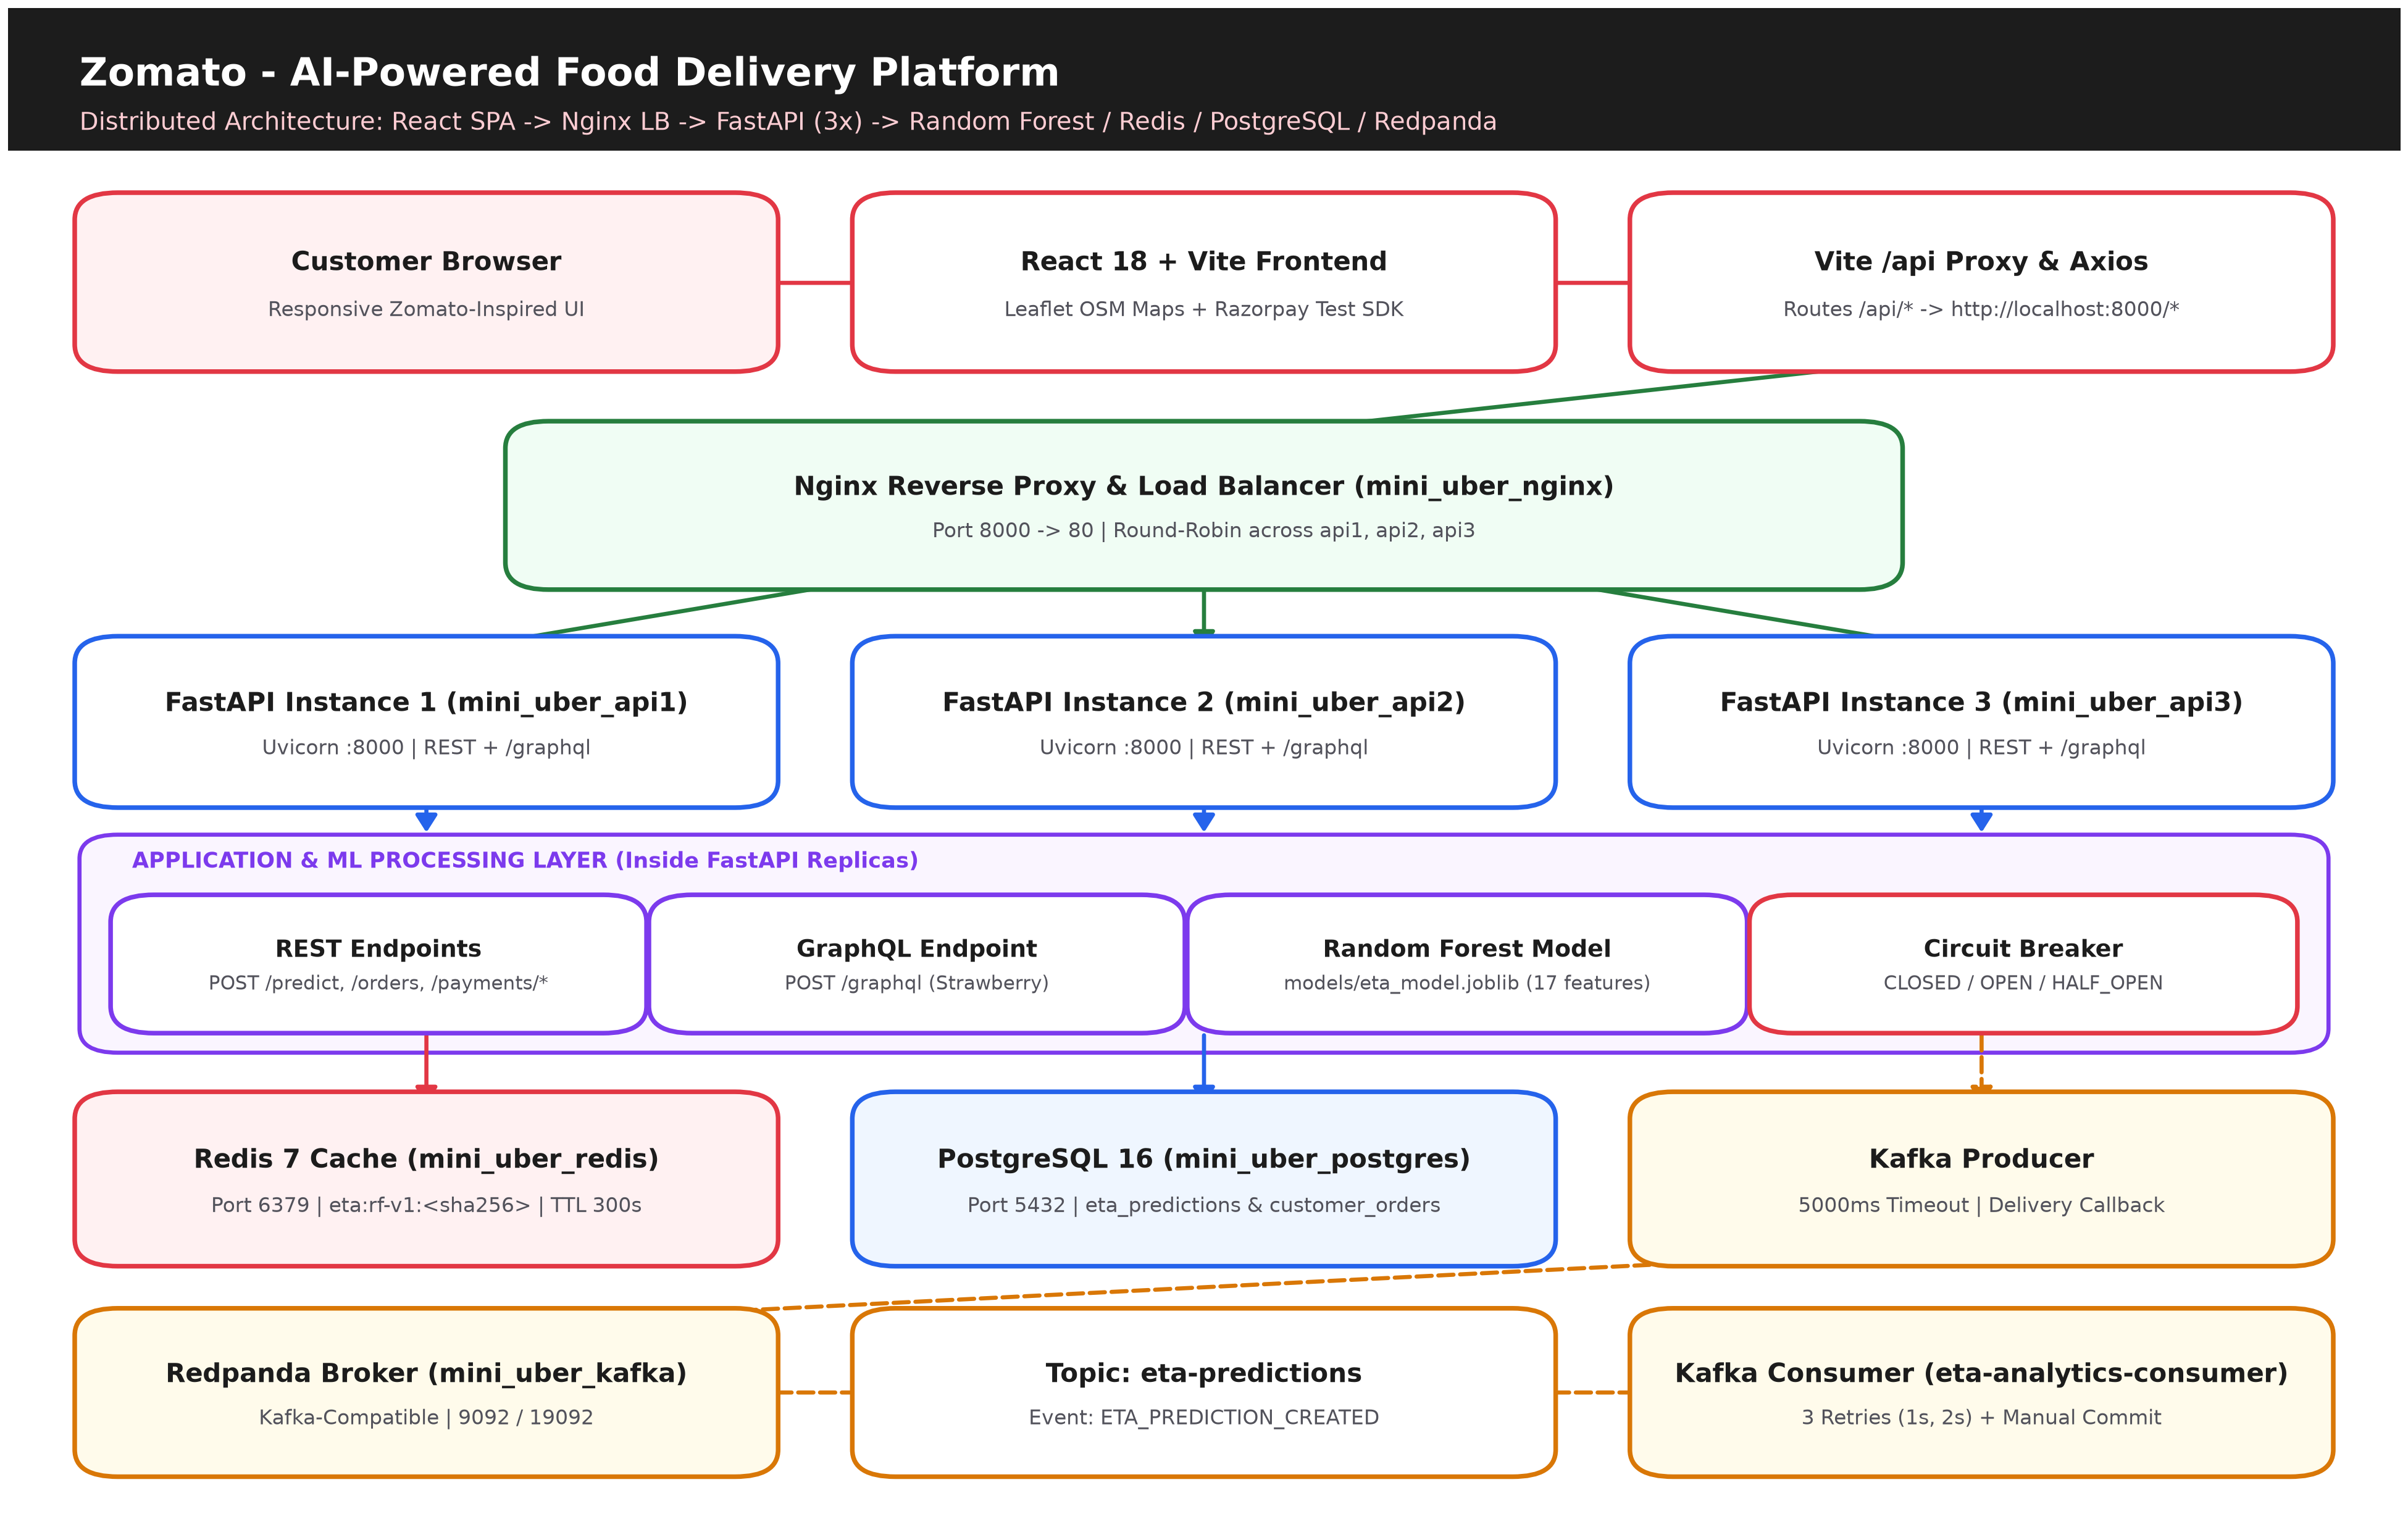 Zomato - AI-Powered Food Delivery Platform
Distributed Architecture: React SPA -> Nginx LB -> FastAPI (3x) -> Random Forest / Redis / PostgreSQL / Redpanda
Customer Browser
Responsive Zomato-Inspired UI
React 18 + Vite Frontend
Leaflet OSM Maps + Razorpay Test SDK
Vite /api Proxy & Axios
Routes /api/* -> http://localhost:8000/*
Nginx Reverse Proxy & Load Balancer (mini_uber_nginx)
Port 8000 -> 80 | Round-Robin across api1, api2, api3
FastAPI Instance 1 (mini_uber_api1)
Uvicorn :8000 | REST + /graphql
FastAPI Instance 2 (mini_uber_api2)
Uvicorn :8000 | REST + /graphql
FastAPI Instance 3 (mini_uber_api3)
Uvicorn :8000 | REST + /graphql
APPLICATION & ML PROCESSING LAYER (Inside FastAPI Replicas)
REST Endpoints
POST /predict, /orders, /payments/*
GraphQL Endpoint
POST /graphql (Strawberry)
Random Forest Model
models/eta_model.joblib (17 features)
Circuit Breaker
CLOSED / OPEN / HALF_OPEN
Redis 7 Cache (mini_uber_redis)
Port 6379 | eta:rf-v1:<sha256> | TTL 300s
PostgreSQL 16 (mini_uber_postgres)
Port 5432 | eta_predictions & customer_orders
Kafka Producer
5000ms Timeout | Delivery Callback
Redpanda Broker (mini_uber_kafka)
Kafka-Compatible | 9092 / 19092
Topic: eta-predictions
Event: ETA_PREDICTION_CREATED
Kafka Consumer (eta-analytics-consumer)
3 Retries (1s, 2s) + Manual Commit